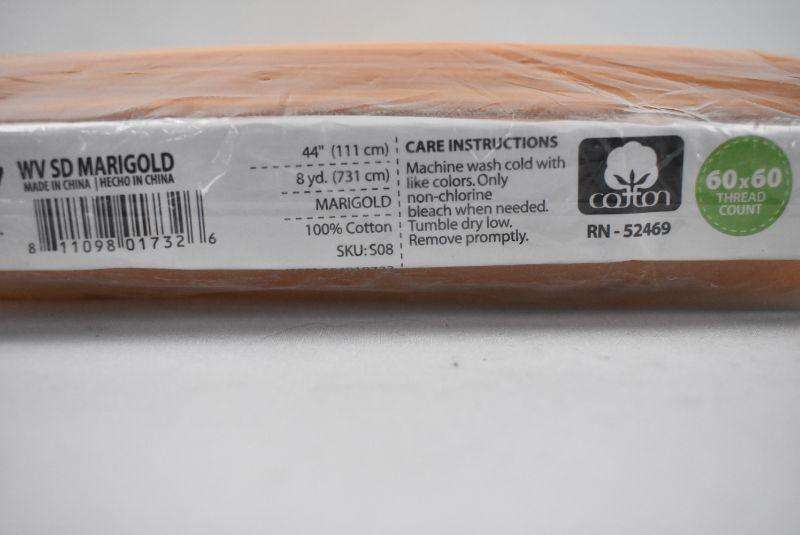 WV SD MARIGOLD
MADE IN CHINA | HECHO EN CHINA
8 11098 01732 6
44" (111 cm)
8 yd. (731 cm)
MARIGOLD
100% Cotton
SKU: S08
CARE INSTRUCTIONS
Machine wash cold with
like colors. Only
non-chlorine
bleach when needed.
Tumble dry low.
Remove promptly.
cotton
RN - 52469
60x60
THREAD
COUNT